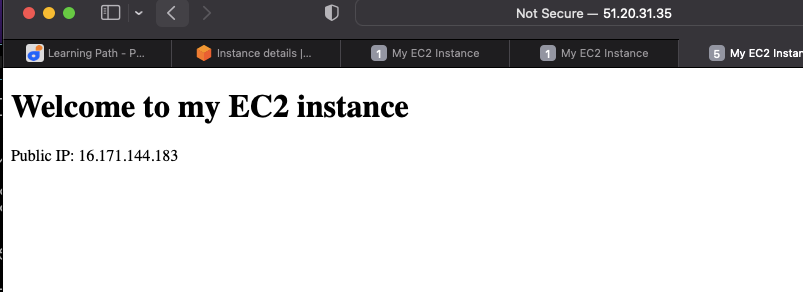 Not Secure — 51.20.31.35
Learning Path - P...
Instance details |...
1 My EC2 Instance
1 My EC2 Instance
5 My EC2 Instan
Welcome to my EC2 instance
Public IP: 16.171.144.183